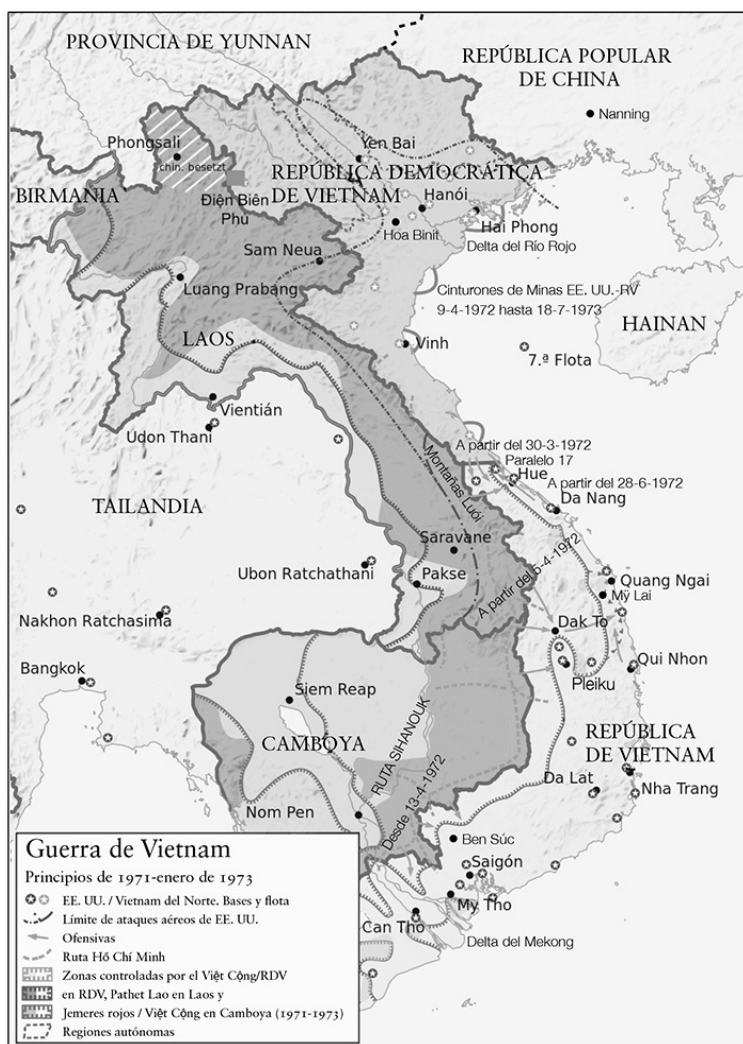 PROVINCIA DE YUNNAN
REPÚBLICA POPULAR
DE CHINA
Nanning
Phongsali
chin. besetzt
Yen Bai
BIRMANIA
REPÚBLICA DEMOCRÁTICA
DE VIETNAM
Điện Biên
Phu
Hanói
Hoa Binit
Hai Phong
Delta del Río Rojo
Sam Neua
Luang Prabang
Cinturones de Minas EE. UU.-RV
9-4-1972 hasta 18-7-1973
HAINAN
LAOS
Vinh
7.ª Flota
Vientián
Udon Thani
A partir del 30-3-1972
Paralelo 17
Hue
A partir del 28-6-1972
Da Nang
Montañas Luói
TAILANDIA
Saravane
Ubon Ratchathani
Pakse
A partir del 5-4-1972
Quang Ngai
Mỹ Lai
Nakhon Ratchasima
Dak To
Bangkok
Qui Nhon
Pleiku
Siem Reap
CAMBOYA
RUTA SIHANOUK
REPÚBLICA
DE VIETNAM
Desde 13-4-1972
Da Lat
Nha Trang
Nom Pen
Ben Súc
Saigón
My Tho
Can Tho
Delta del Mekong
Guerra de Vietnam
Principios de 1971-enero de 1973
EE. UU. / Vietnam del Norte. Bases y flota
Límite de ataques aéreos de EE. UU.
Ofensivas
Ruta Hô Chí Minh
Zonas controladas por el Việt Cộng/RDV
en RDV, Pathet Lao en Laos y
Jemeres rojos / Việt Cộng en Camboya (1971-1973)
Regiones autónomas